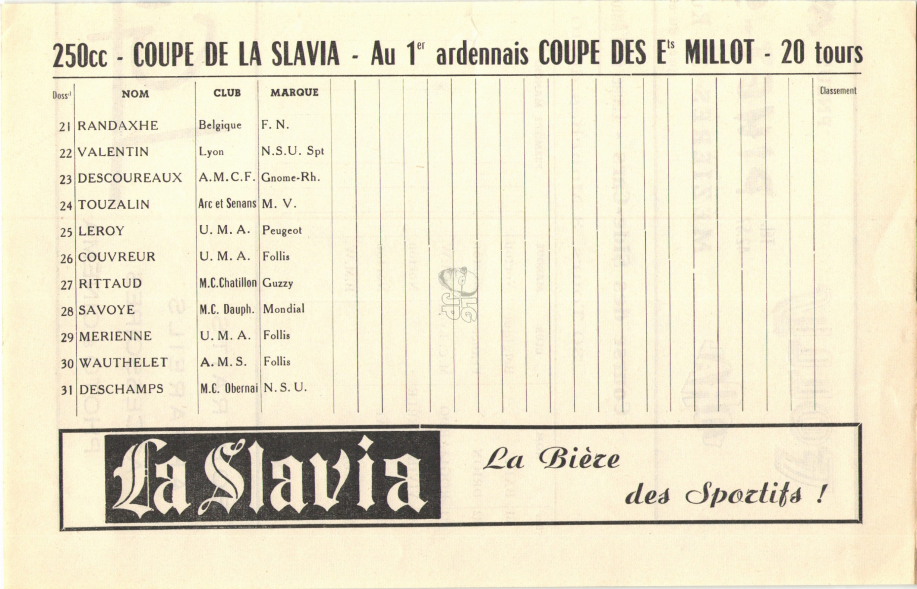 250cc - COUPE DE LA SLAVIA - Au 1er ardennais COUPE DES Ets MILLOT - 20 tours
Dossd NOM CLUB MARQUE Classement
21 RANDAXHE Belgique F. N.
22 VALENTIN Lyon N.S.U. Spt
23 DESCOUREAUX A.M.C.F. Gnome-Rh.
24 TOUZALIN Arc et Senans M. V.
25 LEROY U. M. A. Peugeot
26 COUVREUR U. M. A. Follis
27 RITTAUD M.C.Chatillon Guzzy
28 SAVOYE M.C. Dauph. Mondial
29 MERIENNE U. M. A. Follis
30 WAUTHELET A. M. S. Follis
31 DESCHAMPS M.C. Obernai N. S. U.
La Slavia
La Bière
des Sportifs !